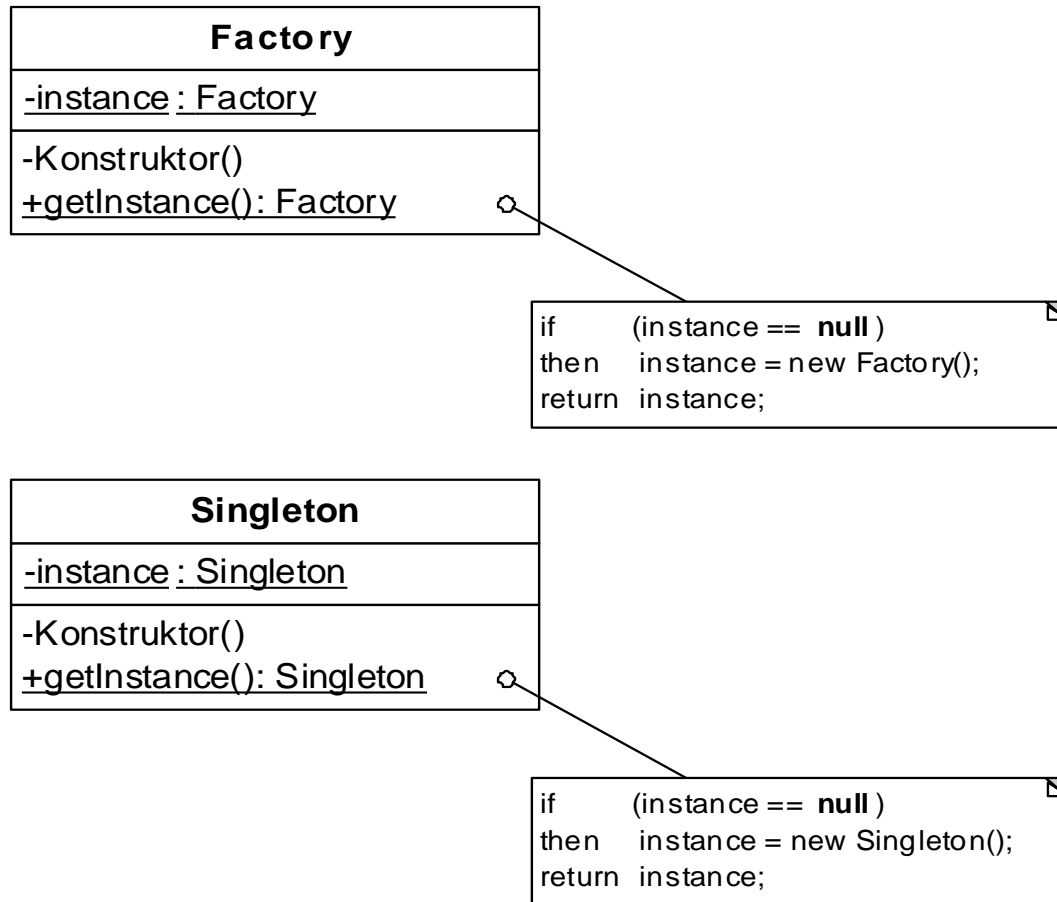 Factory
-instance : Factory
-Konstruktor()
+getInstance(): Factory
if (instance == null )
then instance = new Factory();
return instance;
Singleton
-instance : Singleton
-Konstruktor()
+getInstance(): Singleton
if (instance == null )
then instance = new Singleton();
return instance;